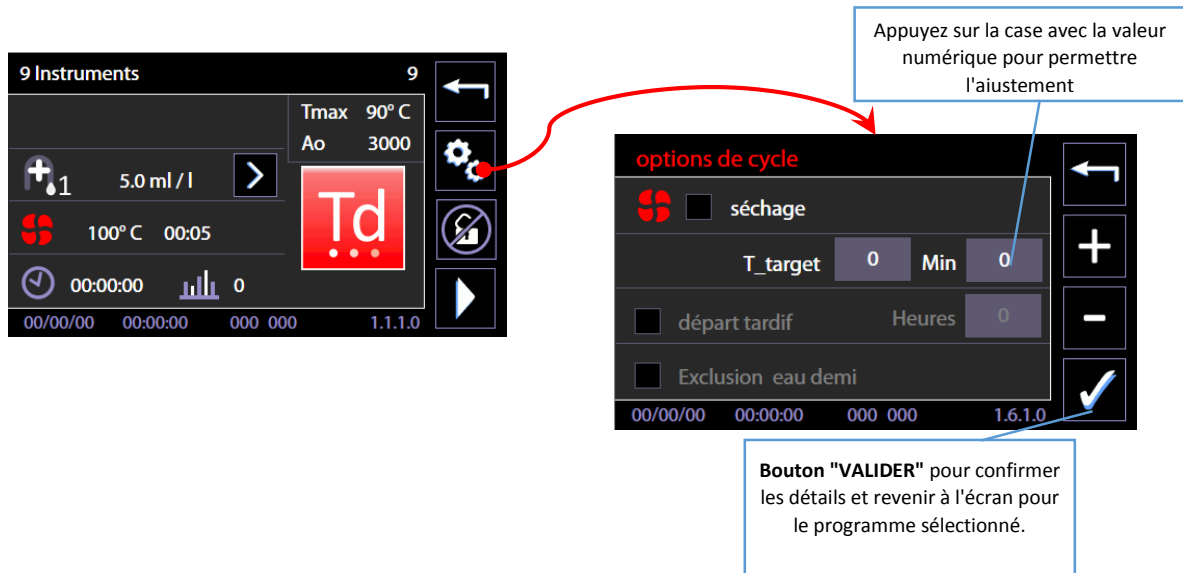 Appuyez sur la case avec la valeur
numérique pour permettre
l'aiustement
9 Instruments 9
Tmax 90° C
Ao 3000
1 5.0 ml / l
Td
100° C 00:05
00:00:00 0
00/00/00 00:00:00 000 000 1.1.1.0
options de cycle
séchage
T_target 0 Min 0
départ tardif Heures 0
Exclusion eau demi
00/00/00 00:00:00 000 000 1.6.1.0
Bouton "VALIDER" pour confirmer
les détails et revenir à l'écran pour
le programme sélectionné.